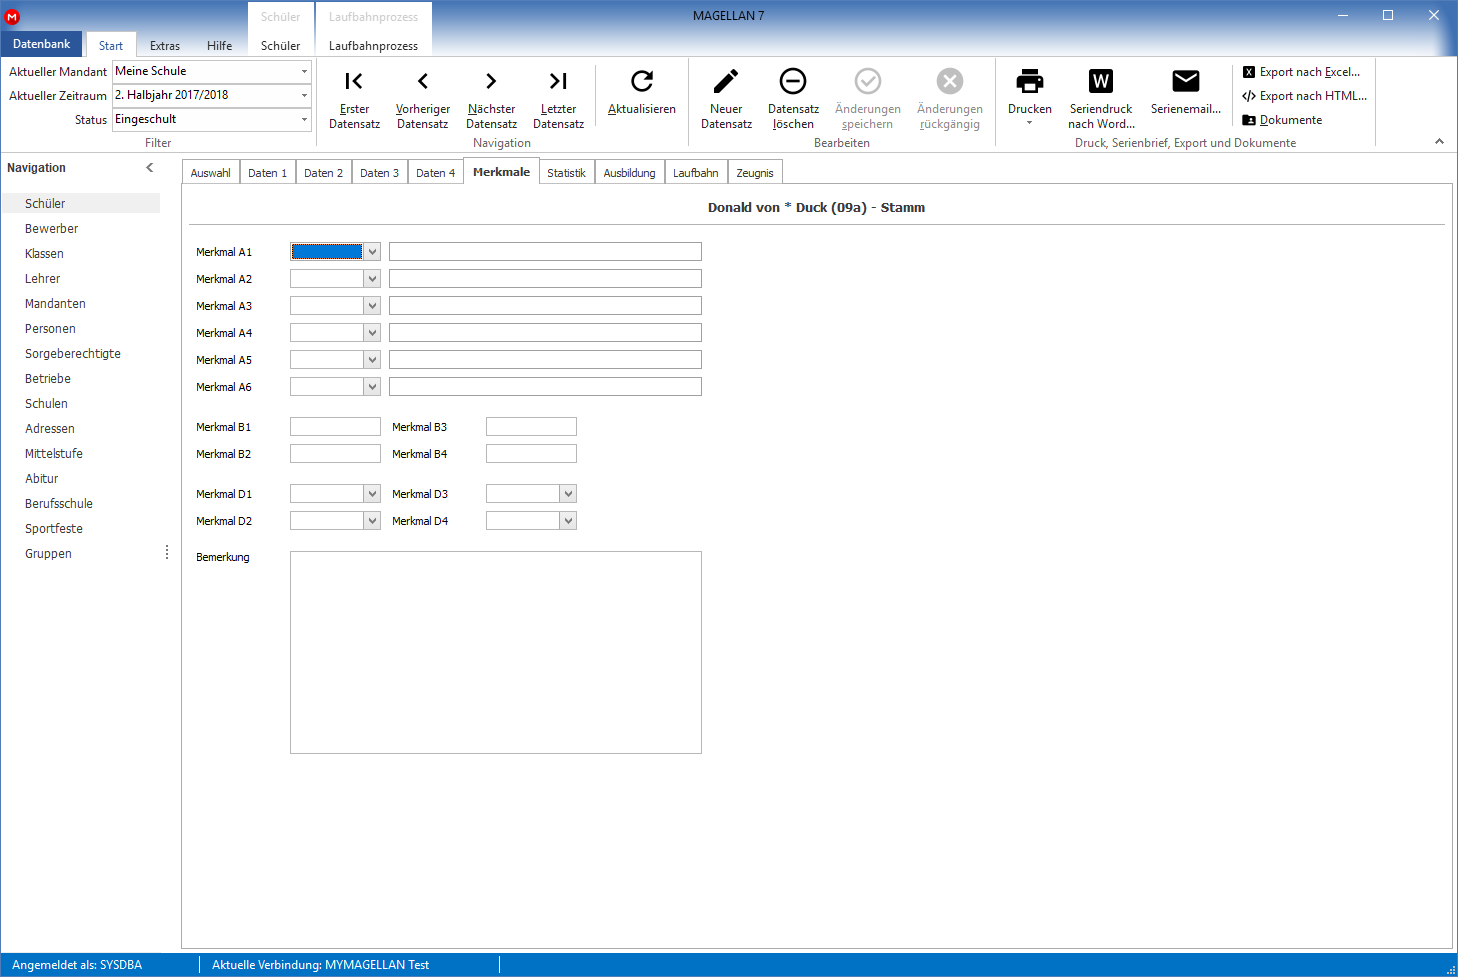 MAGELLAN 7
M
Schüler
Laufbahnprozess
Datenbank
Start
Extras
Hilfe
Schüler
Laufbahnprozess
Aktueller Mandant
Meine Schule
Aktueller Zeitraum
2. Halbjahr 2017/2018
Status
Eingeschult
Filter
Erster
Datensatz
Vorheriger
Datensatz
Nächster
Datensatz
Letzter
Datensatz
Aktualisieren
Navigation
Neuer
Datensatz
Datensatz
löschen
Änderungen
speichern
Änderungen
rückgängig
Bearbeiten
Drucken
W
Seriendruck
nach Word...
Serienemail...
X
Export nach Excel...
</> Export nach HTML...
Dokumente
Druck, Serienbrief, Export und Dokumente
Navigation
Schüler
Bewerber
Klassen
Lehrer
Mandanten
Personen
Sorgeberechtigte
Betriebe
Schulen
Adressen
Mittelstufe
Abitur
Berufsschule
Sportfeste
Gruppen
Auswahl
Daten 1
Daten 2
Daten 3
Daten 4
Merkmale
Statistik
Ausbildung
Laufbahn
Zeugnis
Donald von * Duck (09a) - Stamm
Merkmal A1
Merkmal A2
Merkmal A3
Merkmal A4
Merkmal A5
Merkmal A6
Merkmal B1
Merkmal B3
Merkmal B2
Merkmal B4
Merkmal D1
Merkmal D3
Merkmal D2
Merkmal D4
Bemerkung
Angemeldet als: SYSDBA
Aktuelle Verbindung: MYMAGELLAN Test